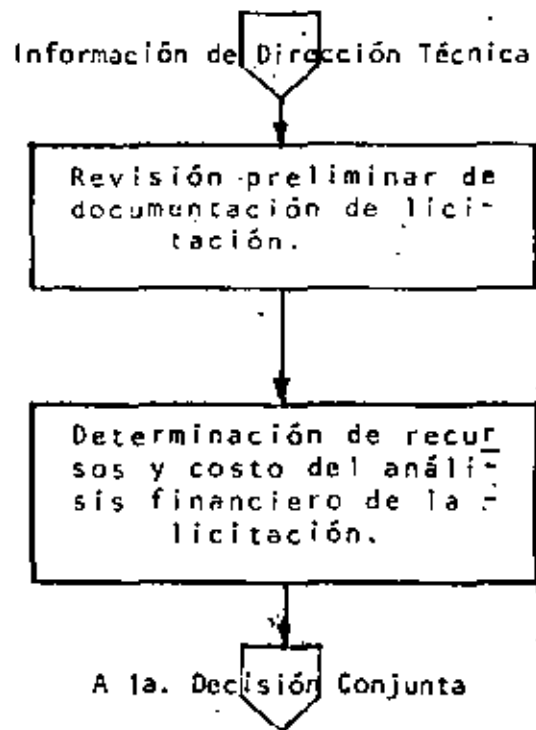 Información de Dirección Técnica
Revisión preliminar de
documentación de lici-
tación.
Determinación de recur
sos y costo del análi-
sis financiero de la -
licitación.
A 1a. Decisión Conjunta